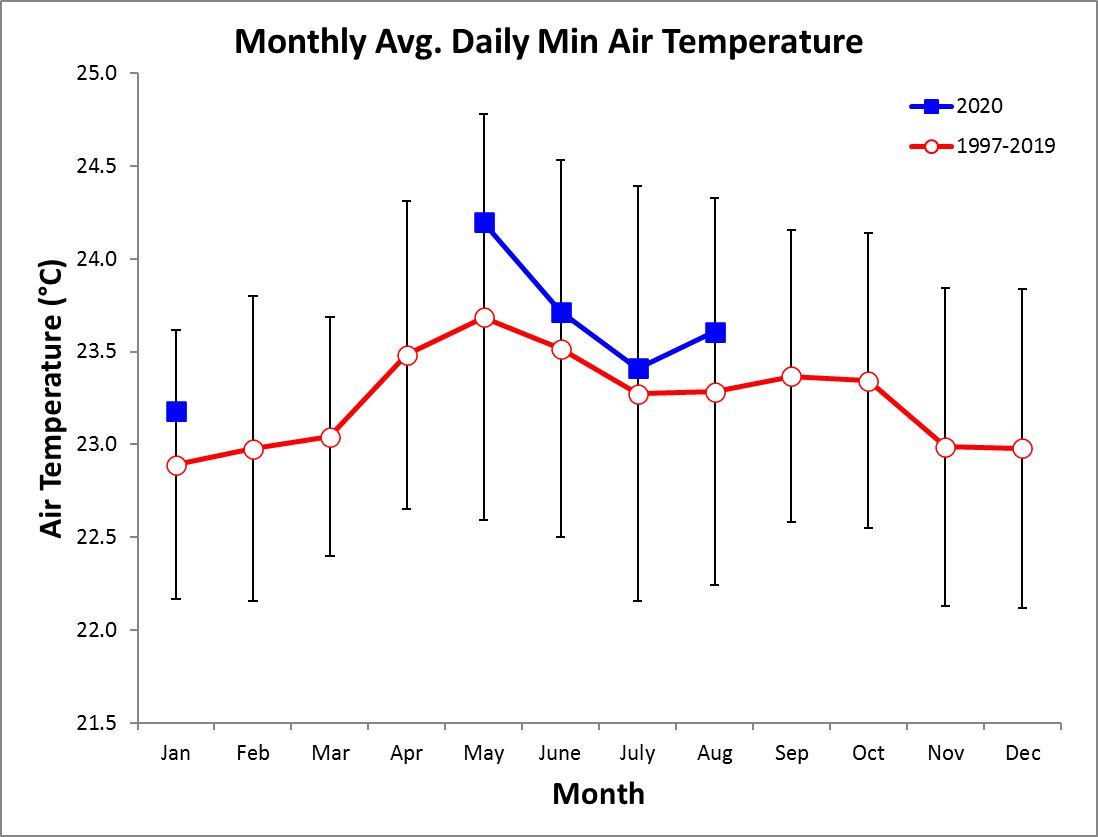 Monthly Avg. Daily Min Air Temperature
25.0
24.5
24.0
23.5
23.0
22.5
22.0
21.5
Air Temperature (°C)
2020
1997-2019
Jan Feb Mar Apr May June July Aug Sep Oct Nov Dec
Month